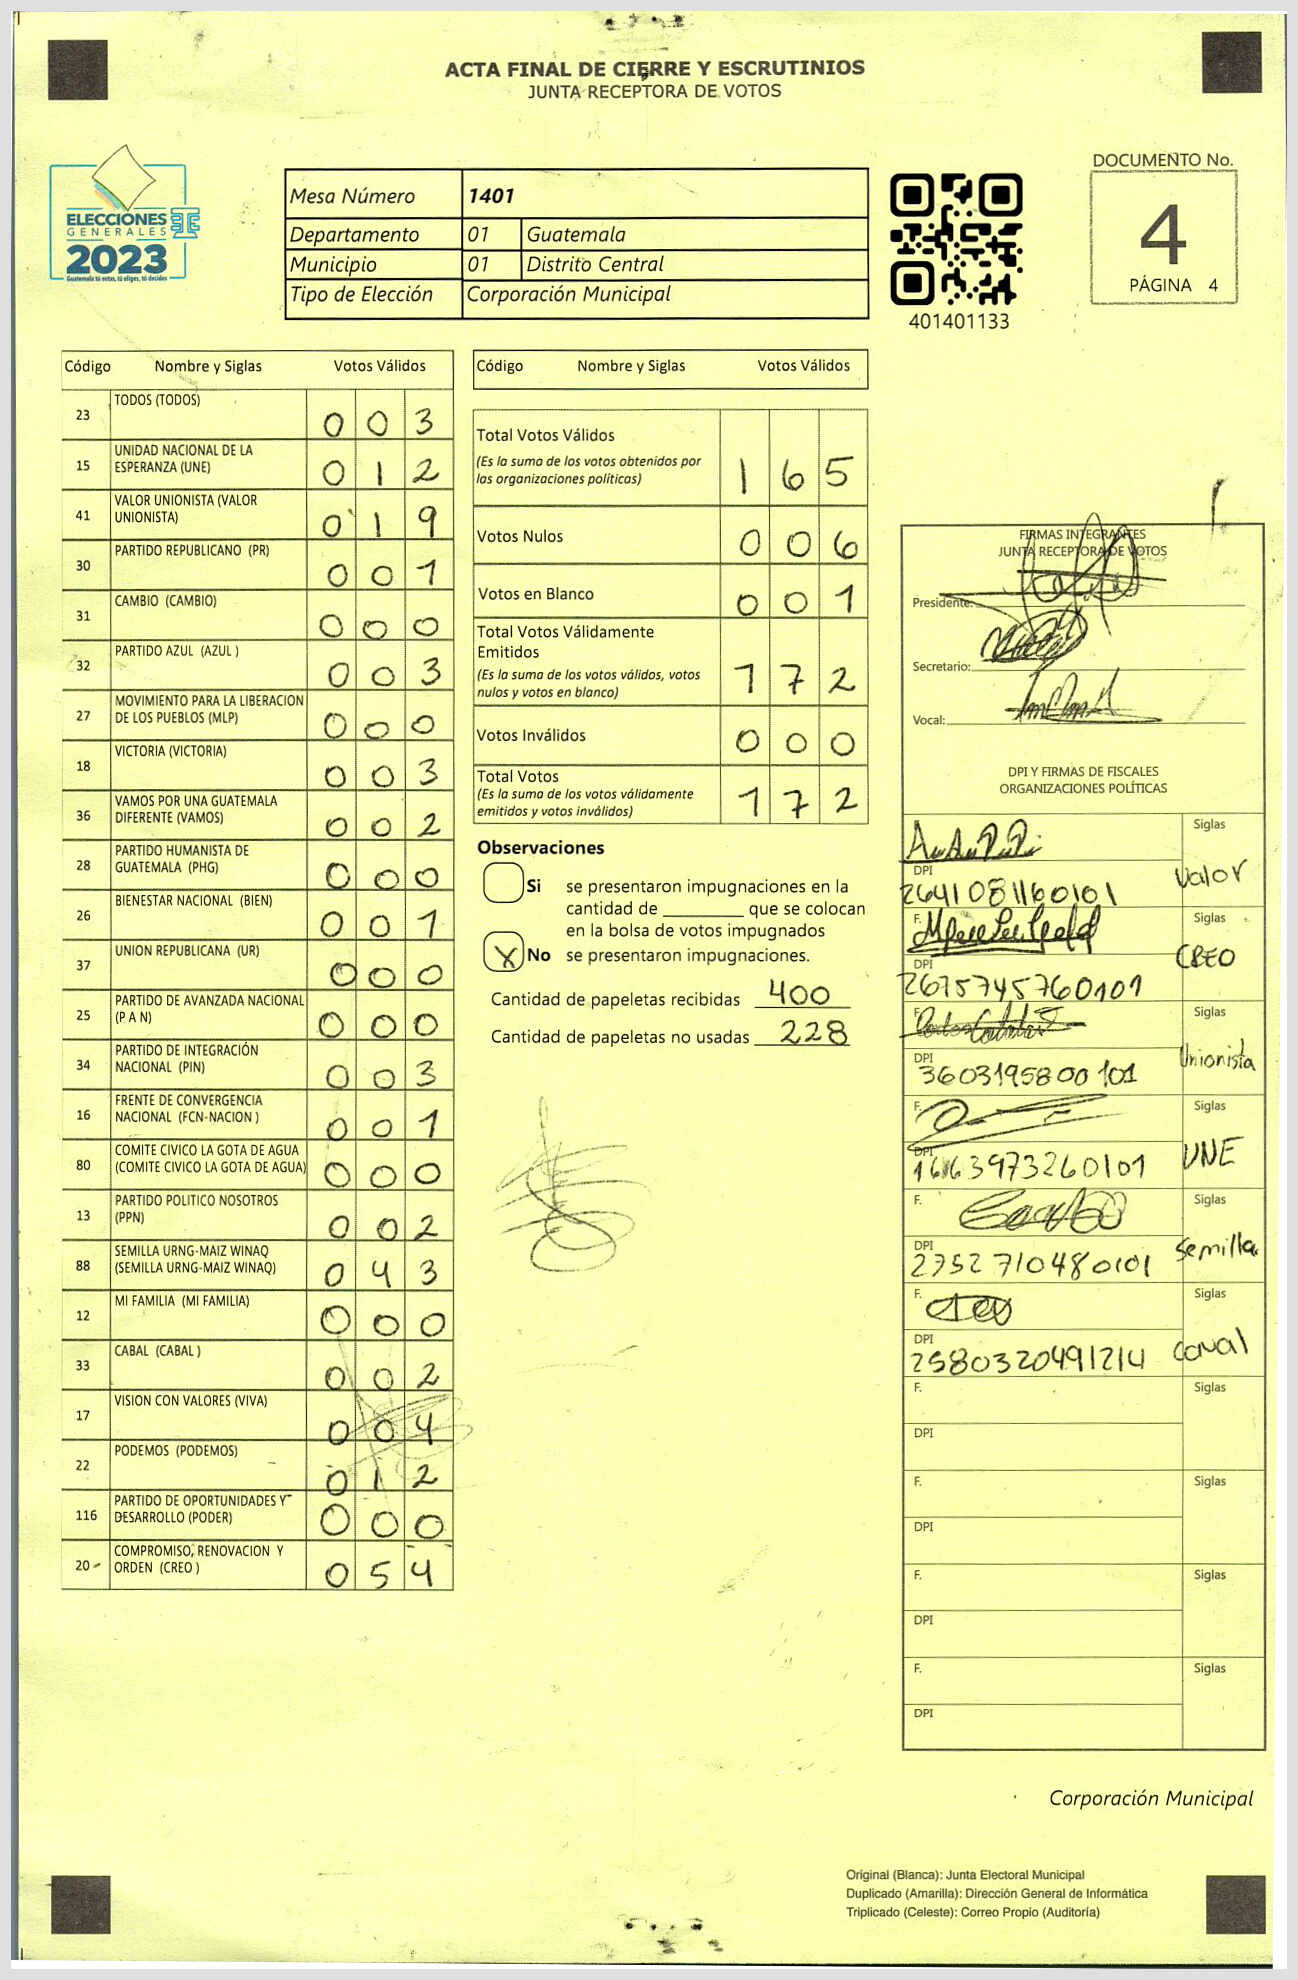 ACTA FINAL DE CIERRE Y ESCRUTINIOS
JUNTA RECEPTORA DE VOTOS
ELECCIONES
GENERALES
2023
Guatemala tú votas, tú eliges, tú decides
Mesa Número 1401
Departamento 01 Guatemala
Municipio 01 Distrito Central
Tipo de Elección Corporación Municipal
401401133
DOCUMENTO No.
4
PÁGINA 4
Código Nombre y Siglas Votos Válidos
23 TODOS (TODOS) 0 0 3
15 UNIDAD NACIONAL DE LA
ESPERANZA (UNE) 0 1 2
41 VALOR UNIONISTA (VALOR
UNIONISTA) 0 1 9
30 PARTIDO REPUBLICANO (PR) 0 0 1
31 CAMBIO (CAMBIO) 0 0 0
32 PARTIDO AZUL (AZUL ) 0 0 3
27 MOVIMIENTO PARA LA LIBERACION
DE LOS PUEBLOS (MLP) 0 0 0
18 VICTORIA (VICTORIA) 0 0 3
36 VAMOS POR UNA GUATEMALA
DIFERENTE (VAMOS) 0 0 2
28 PARTIDO HUMANISTA DE
GUATEMALA (PHG) 0 0 0
26 BIENESTAR NACIONAL (BIEN) 0 0 1
37 UNION REPUBLICANA (UR) 0 0 0
25 PARTIDO DE AVANZADA NACIONAL
(P A N) 0 0 0
34 PARTIDO DE INTEGRACIÓN
NACIONAL (PIN) 0 0 3
16 FRENTE DE CONVERGENCIA
NACIONAL (FCN-NACION ) 0 0 1
80 COMITE CIVICO LA GOTA DE AGUA
(COMITE CIVICO LA GOTA DE AGUA) 0 0 0
13 PARTIDO POLITICO NOSOTROS
(PPN) 0 0 2
88 SEMILLA URNG-MAIZ WINAQ
(SEMILLA URNG-MAIZ WINAQ) 0 4 3
12 MI FAMILIA (MI FAMILIA) 0 0 0
33 CABAL (CABAL ) 0 0 2
17 VISION CON VALORES (VIVA) 0 0 4
22 PODEMOS (PODEMOS) 0 1 2
116 PARTIDO DE OPORTUNIDADES Y
DESARROLLO (PODER) 0 0 0
20 COMPROMISO, RENOVACION Y
ORDEN (CREO ) 0 5 4
Código Nombre y Siglas Votos Válidos
Total Votos Válidos
(Es la suma de los votos obtenidos por
las organizaciones políticas) 1 6 5
Votos Nulos 0 0 6
Votos en Blanco 0 0 1
Total Votos Válidamente
Emitidos
(Es la suma de los votos válidos, votos
nulos y votos en blanco) 1 7 2
Votos Inválidos 0 0 0
Total Votos
(Es la suma de los votos válidamente
emitidos y votos inválidos) 1 7 2
Observaciones
Si se presentaron impugnaciones en la
cantidad de ________ que se colocan
en la bolsa de votos impugnados
X No se presentaron impugnaciones.
Cantidad de papeletas recibidas 400
Cantidad de papeletas no usadas 228
FIRMAS INTEGRANTES
JUNTA RECEPTORA DE VOTOS
Presidente:
Secretario:
Vocal:
DPI Y FIRMAS DE FISCALES
ORGANIZACIONES POLÍTICAS
Siglas
DPI Valor
2641081160101
F. Siglas
DPI CREO
2675745760101
F. Siglas
DPI Unionista
3603195800101
F. Siglas
DPI UNE
F. Siglas
DPI Semilla
2752710480101
F. Siglas
DPI
2580320491214
F. Siglas
DPI
F. Siglas
DPI
F. Siglas
DPI
F. Siglas
DPI
Corporación Municipal
Original (Blanca): Junta Electoral Municipal
Duplicado (Amarilla): Dirección General de Informática
Triplicado (Celeste): Correo Propio (Auditoría)